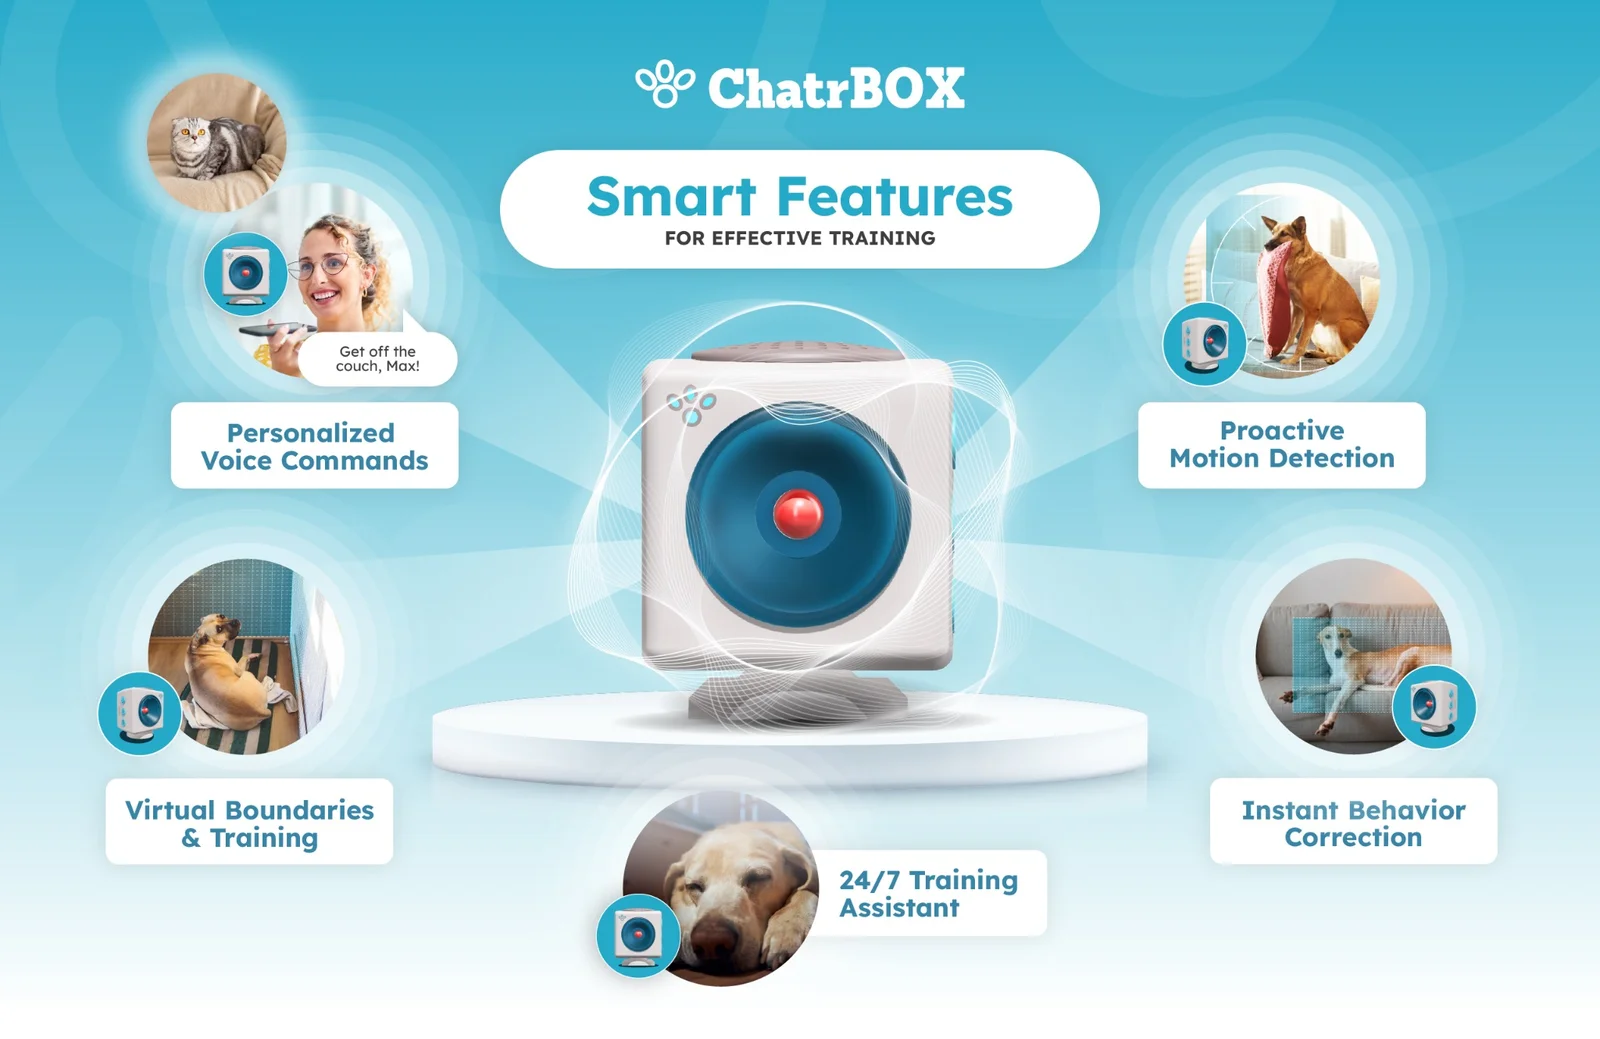 ChatrBOX
Smart Features
FOR EFFECTIVE TRAINING
Get off the
couch, Max!
Personalized
Voice Commands
Proactive
Motion Detection
Virtual Boundaries
& Training
Instant Behavior
Correction
24/7 Training
Assistant